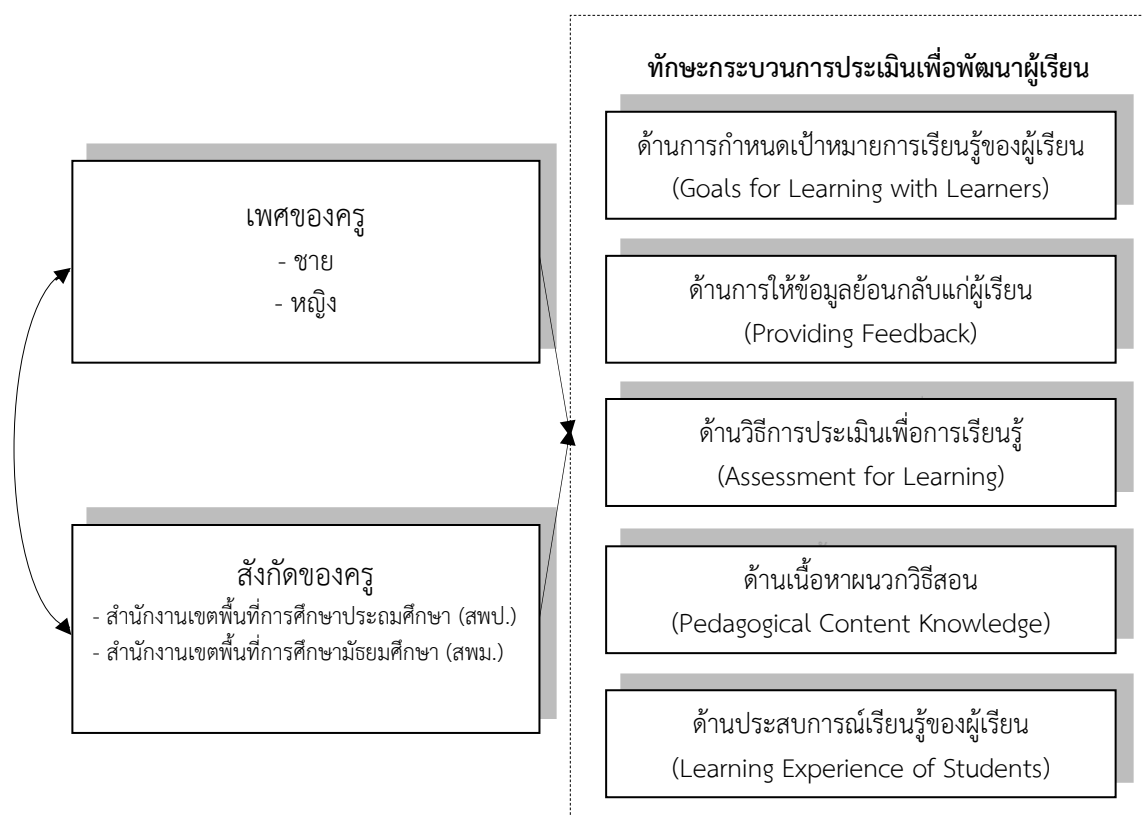 ทักษะกระบวนการประเมินเพื่อพัฒนาผู้เรียน
เพศของครู
- ชาย
- หญิง
สังกัดของครู
- สำนักงานเขตพื้นที่การศึกษาประถมศึกษา (สพป.)
- สำนักงานเขตพื้นที่การศึกษามัธยมศึกษา (สพม.)
ด้านการกำหนดเป้าหมายการเรียนรู้ของผู้เรียน
(Goals for Learning with Learners)
ด้านการให้ข้อมูลย้อนกลับแก่ผู้เรียน
(Providing Feedback)
ด้านวิธีการประเมินเพื่อการเรียนรู้
(Assessment for Learning)
ด้านเนื้อหาผนวกวิธีสอน
(Pedagogical Content Knowledge)
ด้านประสบการณ์เรียนรู้ของผู้เรียน
(Learning Experience of Students)